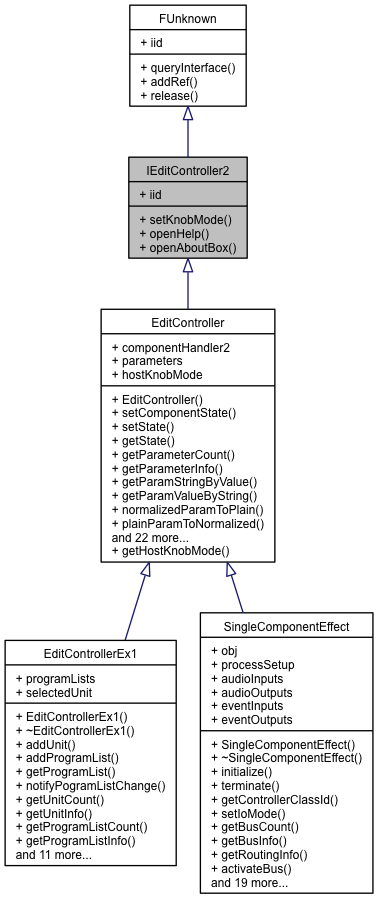 FUnknown
+ iid
+ queryInterface()
+ addRef()
+ release()
IEditController2
+ iid
+ setKnobMode()
+ openHelp()
+ openAboutBox()
EditController
+ componentHandler2
+ parameters
+ hostKnobMode
+ EditController()
+ setComponentState()
+ setState()
+ getState()
+ getParameterCount()
+ getParameterInfo()
+ getParamStringByValue()
+ getParamValueByString()
+ normalizedParamToPlain()
+ plainParamToNormalized()
and 22 more...
+ getHostKnobMode()
EditControllerEx1
+ programLists
+ selectedUnit
+ EditControllerEx1()
+ ~EditControllerEx1()
+ addUnit()
+ addProgramList()
+ getProgramList()
+ notifyPogramListChange()
+ getUnitCount()
+ getUnitInfo()
+ getProgramListCount()
+ getProgramListInfo()
and 11 more...
SingleComponentEffect
+ obj
+ processSetup
+ audioInputs
+ audioOutputs
+ eventInputs
+ eventOutputs
+ SingleComponentEffect()
+ ~SingleComponentEffect()
+ initialize()
+ terminate()
+ getControllerClassId()
+ setIoMode()
+ getBusCount()
+ getBusInfo()
+ getRoutingInfo()
+ activateBus()
and 19 more...